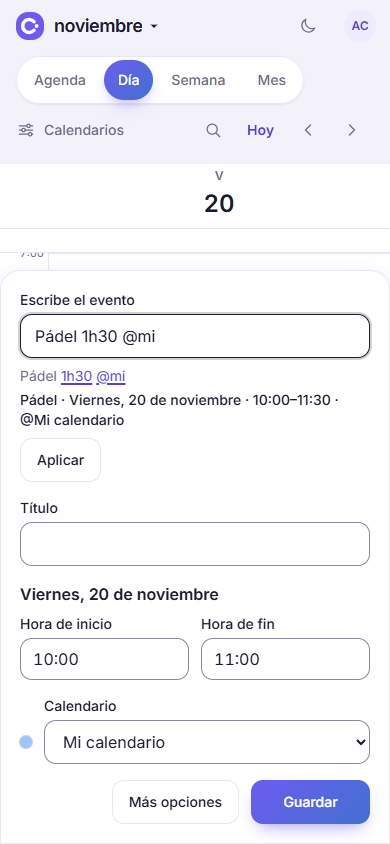 noviembre
AC
Agenda
Día
Semana
Mes
Calendarios
Hoy
V
20
7:00
Escribe el evento
Pádel 1h30 @mi
Pádel 1h30 @mi
Pádel · Viernes, 20 de noviembre · 10:00–11:30 ·
@Mi calendario
Aplicar
Título
Viernes, 20 de noviembre
Hora de inicio
Hora de fin
10:00
11:00
Calendario
Mi calendario
Más opciones
Guardar